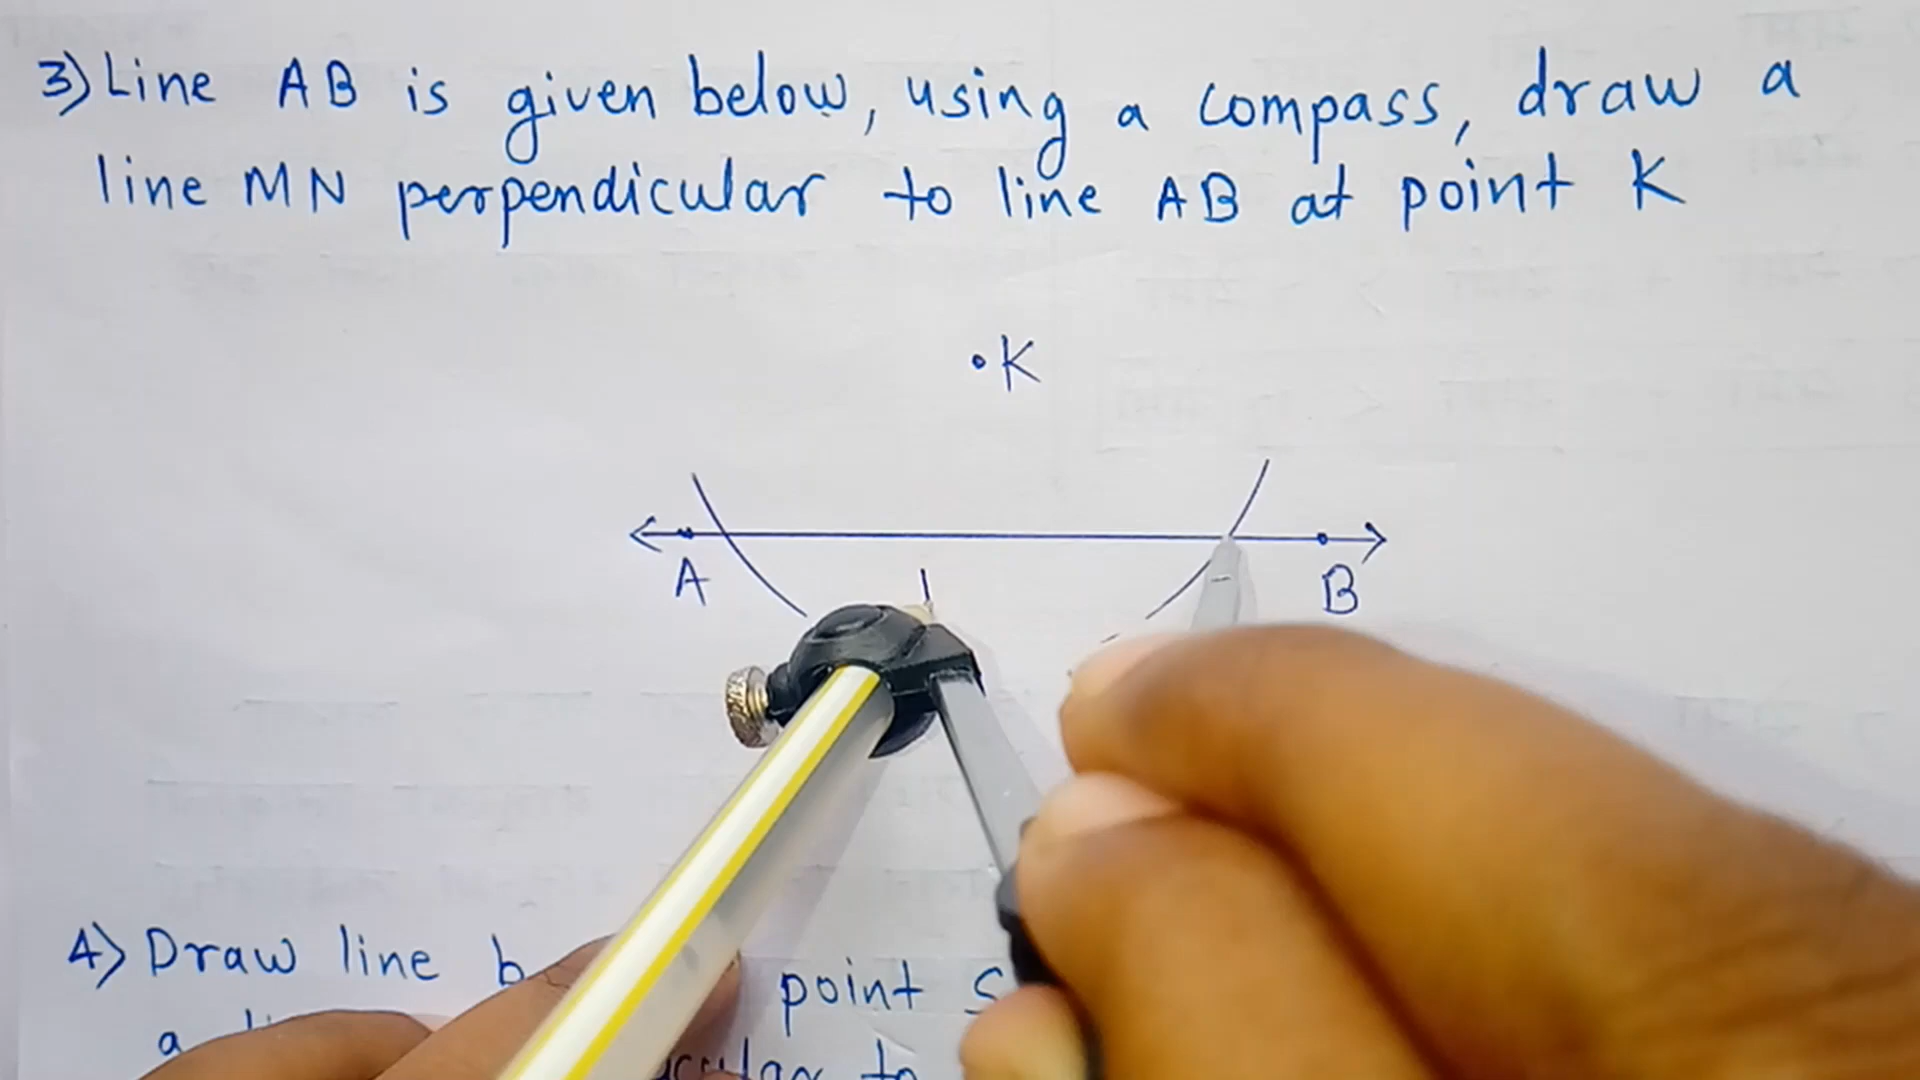 3) Line AB is given below, using a compass, draw a
line MN perpendicular to line AB at point K
K
A B
4) Draw line point
a to